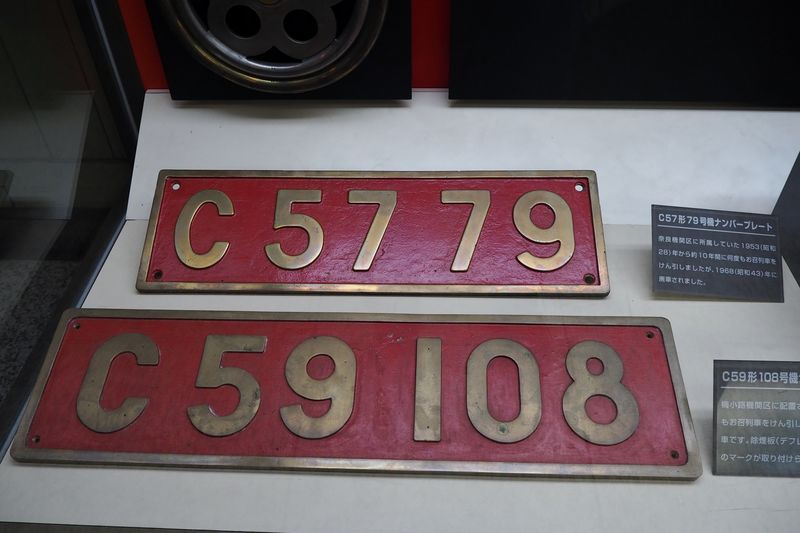 C57 79
C59 108
C57形79号機ナンバープレート
奈良機関区に所属していた1953(昭和
28)年から約10年間に何度もお召列車を
けん引しましたが、1968(昭和43)年に
廃車されました。
C59形108号機
梅小路機関区に配置
もお召列車をけん引し
車です。除煙板(デフレ
のマークが取り付けら